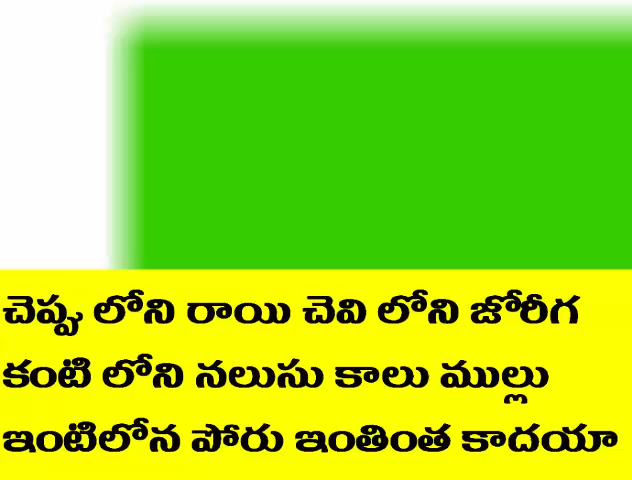 చెప్పు లోని రాయి చెవి లోని జోరీగ
కంటి లోని నలుసు కాలు ముల్లు
ఇంటిలోన పోరు ఇంతింత కాదయా